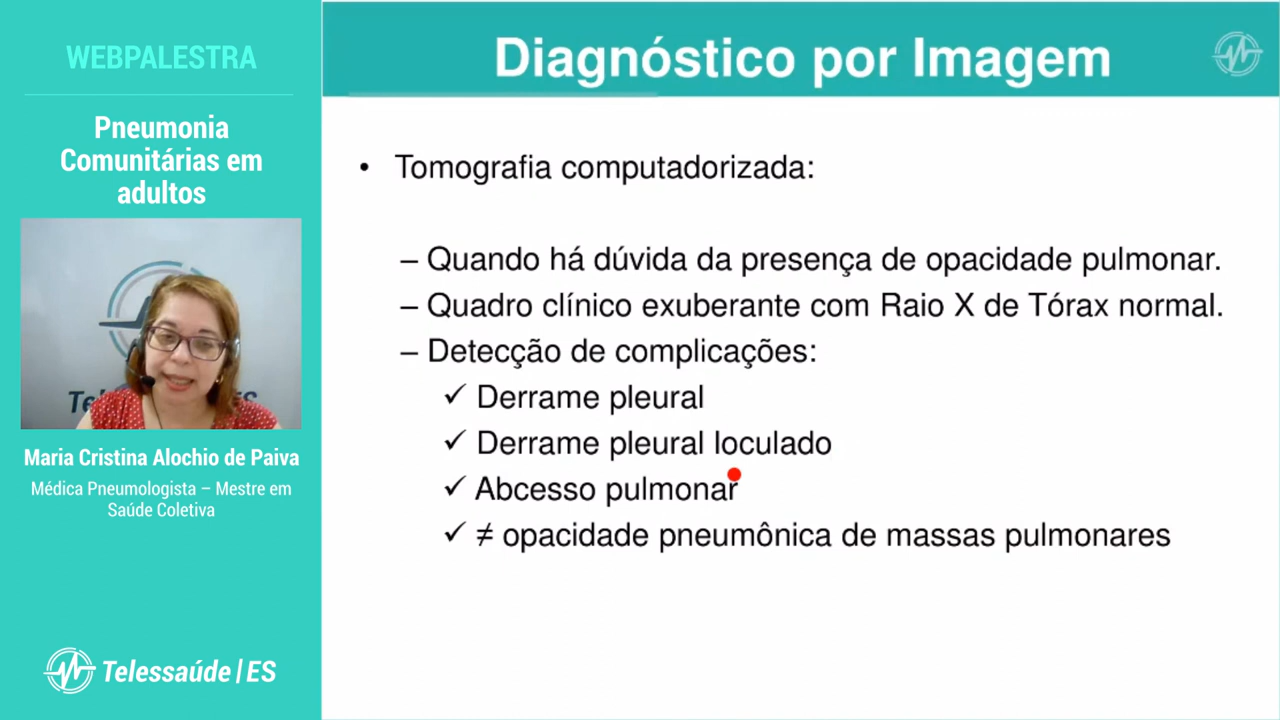 WEBPALESTRA
Pneumonia
Comunitárias em
adultos
Maria Cristina Alochio de Paiva
Médica Pneumologista – Mestre em
Saúde Coletiva
Telessaúde|ES
Diagnóstico por Imagem
• Tomografia computadorizada:
– Quando há dúvida da presença de opacidade pulmonar.
– Quadro clínico exuberante com Raio X de Tórax normal.
– Detecção de complicações:
✓ Derrame pleural
✓ Derrame pleural loculado
✓ Abcesso pulmonar
✓ ≠ opacidade pneumônica de massas pulmonares